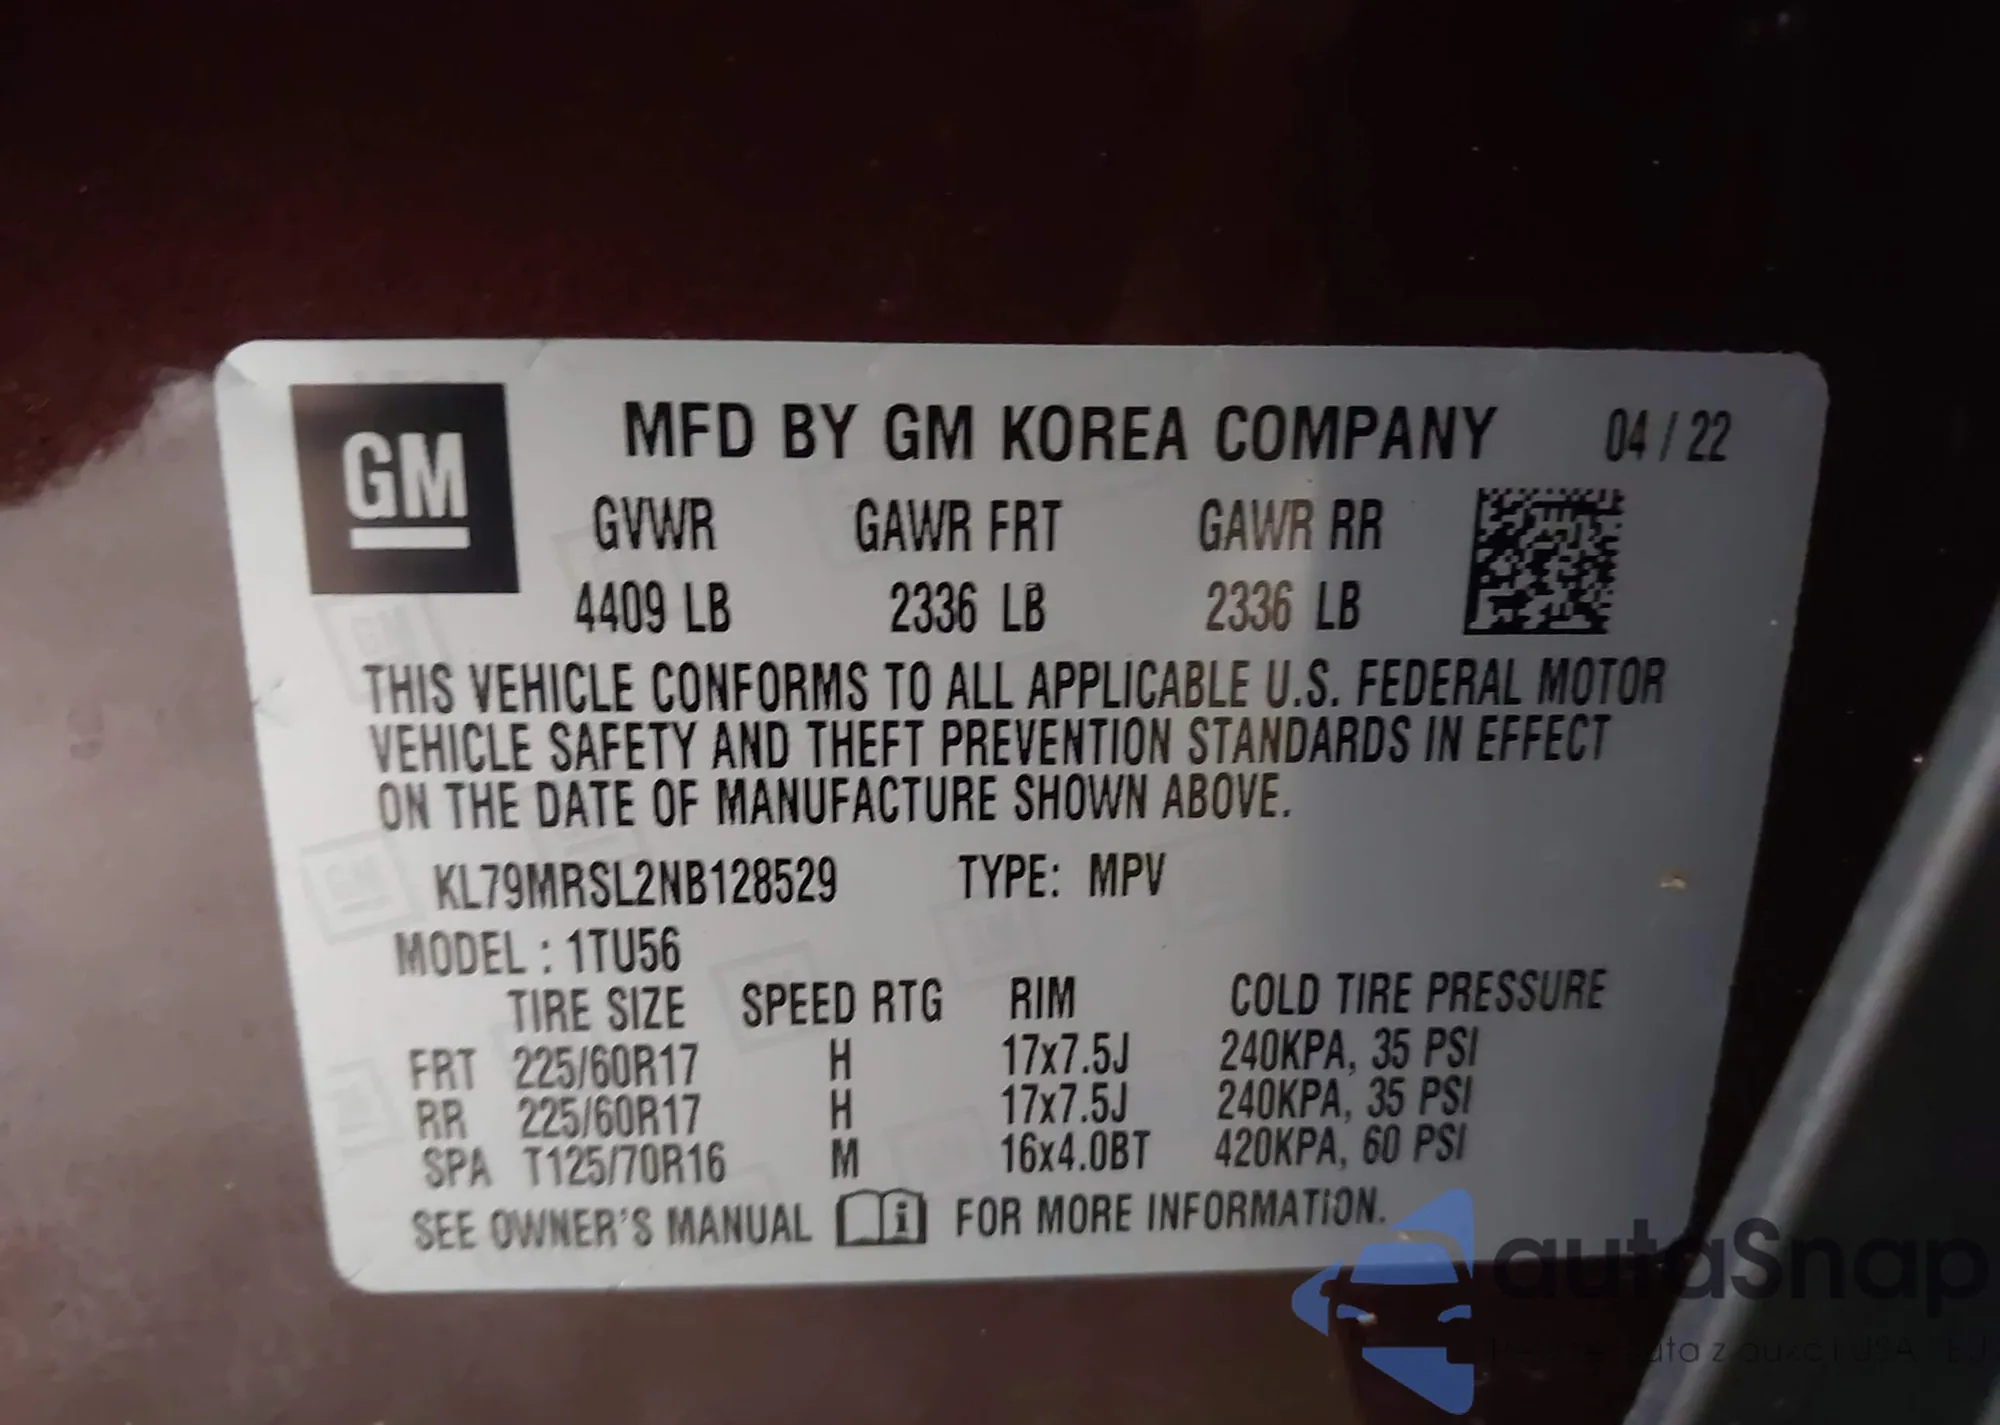 GM
MFD BY GM KOREA COMPANY 04 / 22
GVWR GAWR FRT GAWR RR
4409 LB 2336 LB 2336 LB
THIS VEHICLE CONFORMS TO ALL APPLICABLE U.S. FEDERAL MOTOR
VEHICLE SAFETY AND THEFT PREVENTION STANDARDS IN EFFECT
ON THE DATE OF MANUFACTURE SHOWN ABOVE.
KL79MRSL2NB128529 TYPE: MPV
MODEL : 1TU56
TIRE SIZE SPEED RTG RIM COLD TIRE PRESSURE
FRT 225/60R17 H 17x7.5J 240KPA, 35 PSI
RR 225/60R17 H 17x7.5J 240KPA, 35 PSI
SPA T125/70R16 M 16x4.0BT 420KPA, 60 PSI
SEE OWNER'S MANUAL i FOR MORE INFORMATION.
autaSnap
z USA